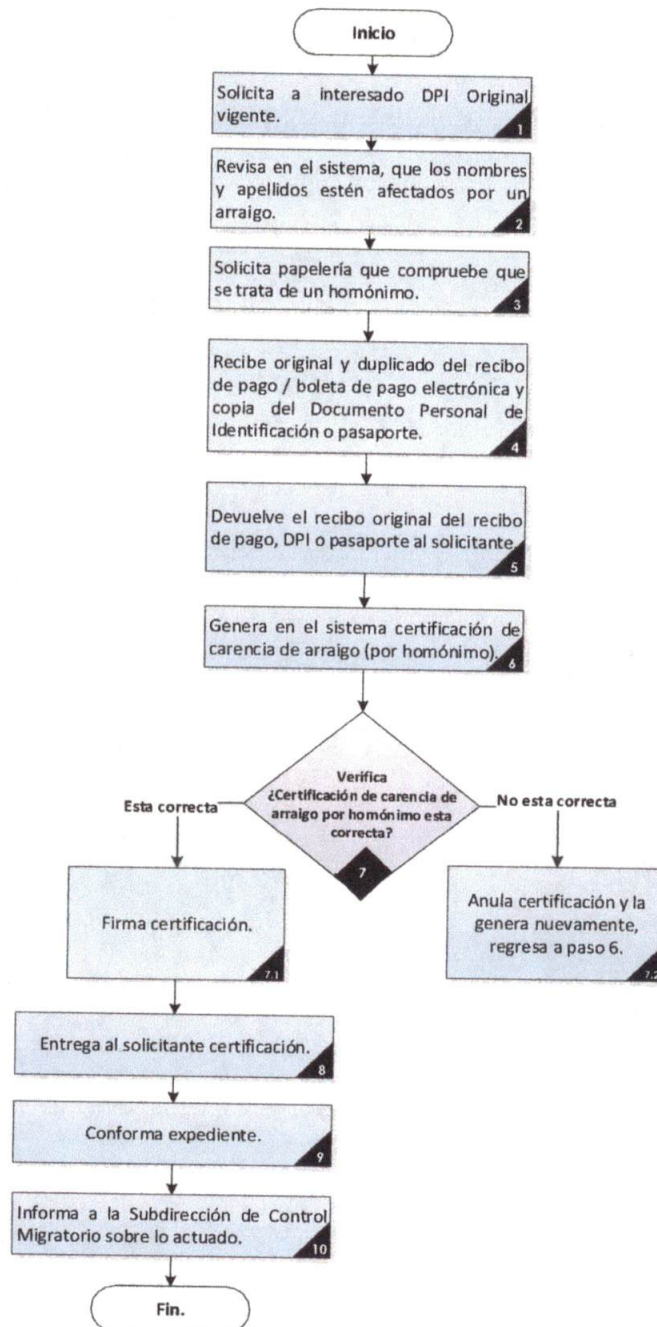 Inicio
Solicita a interesado DPI Original
vigente.
1
Revisa en el sistema, que los nombres
y apellidos estén afectados por un
arraigo.
2
Solicita papelería que compruebe que
se trata de un homónimo.
3
Recibe original y duplicado del recibo
de pago / boleta de pago electrónica y
copia del Documento Personal de
Identificación o pasaporte.
4
Devuelve el recibo original del recibo
de pago, DPI o pasaporte al solicitante.
5
Genera en el sistema certificación de
carencia de arraigo (por homónimo).
6
Verifica
¿Certificación de carencia de
arraigo por homónimo esta
correcta?
7
Esta correcta
No esta correcta
Firma certificación.
7.1
Anula certificación y la
genera nuevamente,
regresa a paso 6.
7.2
Entrega al solicitante certificación.
8
Conforma expediente.
9
Informa a la Subdirección de Control
Migratorio sobre lo actuado.
10
Fin.